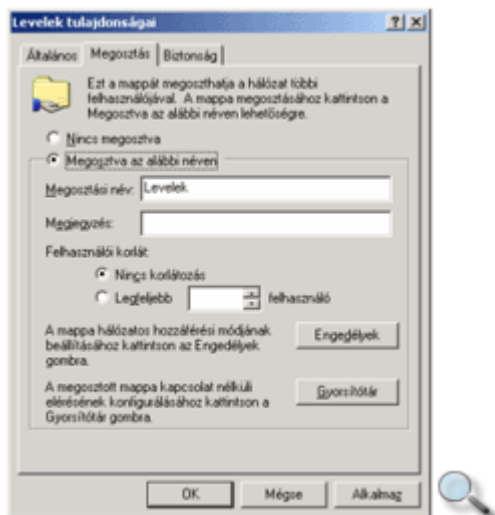 Levelek tulajdonságai
Általános Megosztás Biztonság
Ezt a mappát megoszthatja a hálózat többi
felhasználójával. A mappa megosztásához kattintson a
Megosztva az alábbi néven lehetőségre.
Nincs megosztva
Megosztva az alábbi néven
Megosztási név: Levelek
Megjegyzés:
Felhasználói korlát:
Nincs korlátozás
Legfeljebb felhasználó
A mappa hálózatos hozzáférési módjának
beállításához kattintson az Engedélyek
gombra.
Engedélyek
A megosztott mappa kapcsolat nélküli
elérésének konfigurálásához kattintson a
Gyorsítótár gombra.
Gyorsítótár
OK Mégse Alkalmaz